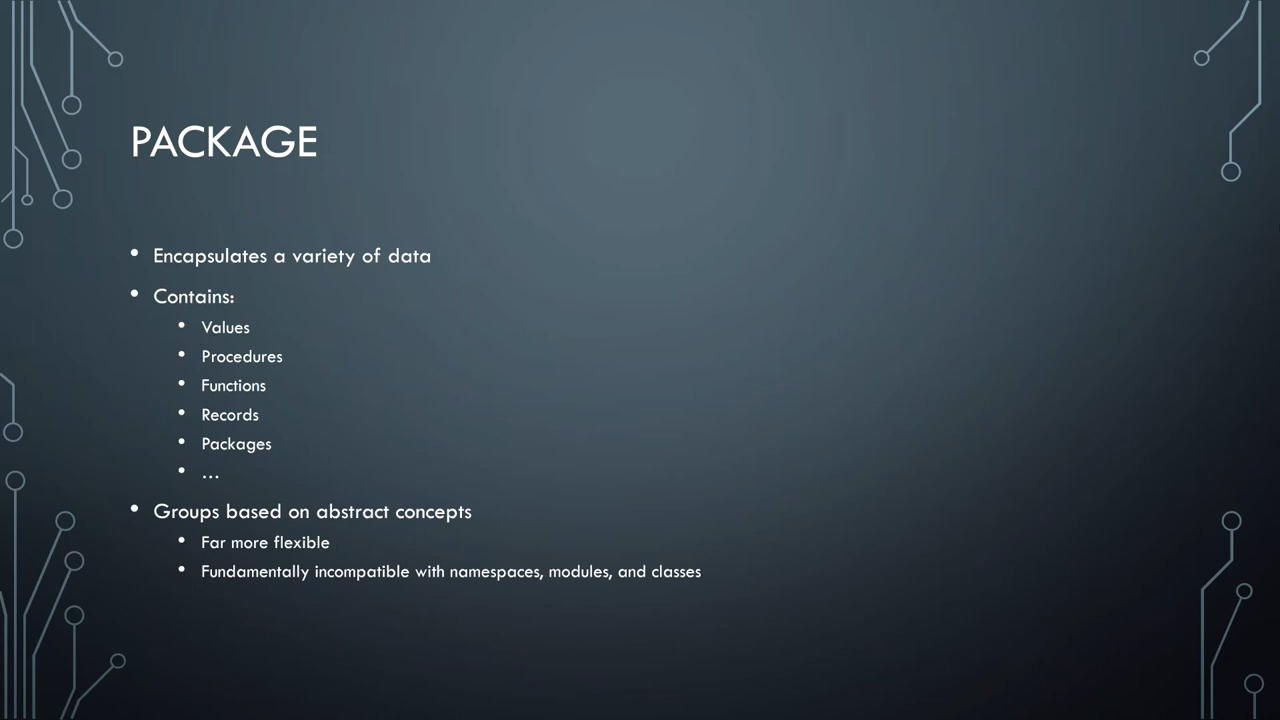 PACKAGE
• Encapsulates a variety of data
• Contains:
• Values
• Procedures
• Functions
• Records
• Packages
• ...
• Groups based on abstract concepts
• Far more flexible
• Fundamentally incompatible with namespaces, modules, and classes